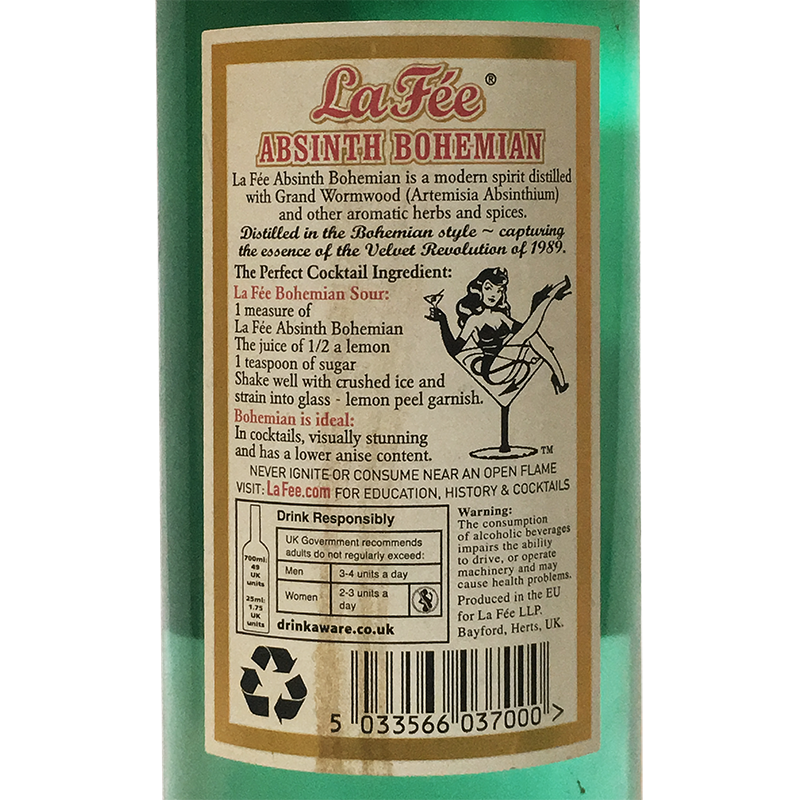 La Fée®
ABSINTH BOHEMIAN
La Fée Absinth Bohemian is a modern spirit distilled
with Grand Wormwood (Artemisia Absinthium)
and other aromatic herbs and spices.
Distilled in the Bohemian style ~ capturing
the essence of the Velvet Revolution of 1989.
The Perfect Cocktail Ingredient:
La Fée Bohemian Sour:
1 measure of
La Fée Absinth Bohemian
The juice of 1/2 a lemon
1 teaspoon of sugar
Shake well with crushed ice and
strain into glass - lemon peel garnish.
Bohemian is ideal:
In cocktails, visually stunning
and has a lower anise content.
TM
NEVER IGNITE OR CONSUME NEAR AN OPEN FLAME
VISIT: LaFee.com FOR EDUCATION, HISTORY & COCKTAILS
700ml:
49
UK
units
25ml:
1.75
UK
units
Drink Responsibly
UK Government recommends
adults do not regularly exceed:
Men 3-4 units a day
Women 2-3 units a
day
drinkaware.co.uk
Warning:
The consumption
of alcoholic beverages
impairs the ability
to drive, or operate
machinery and may
cause health problems.
Produced in the EU
for La Fée LLP.
Bayford, Herts, UK.
5 033566 037000 >